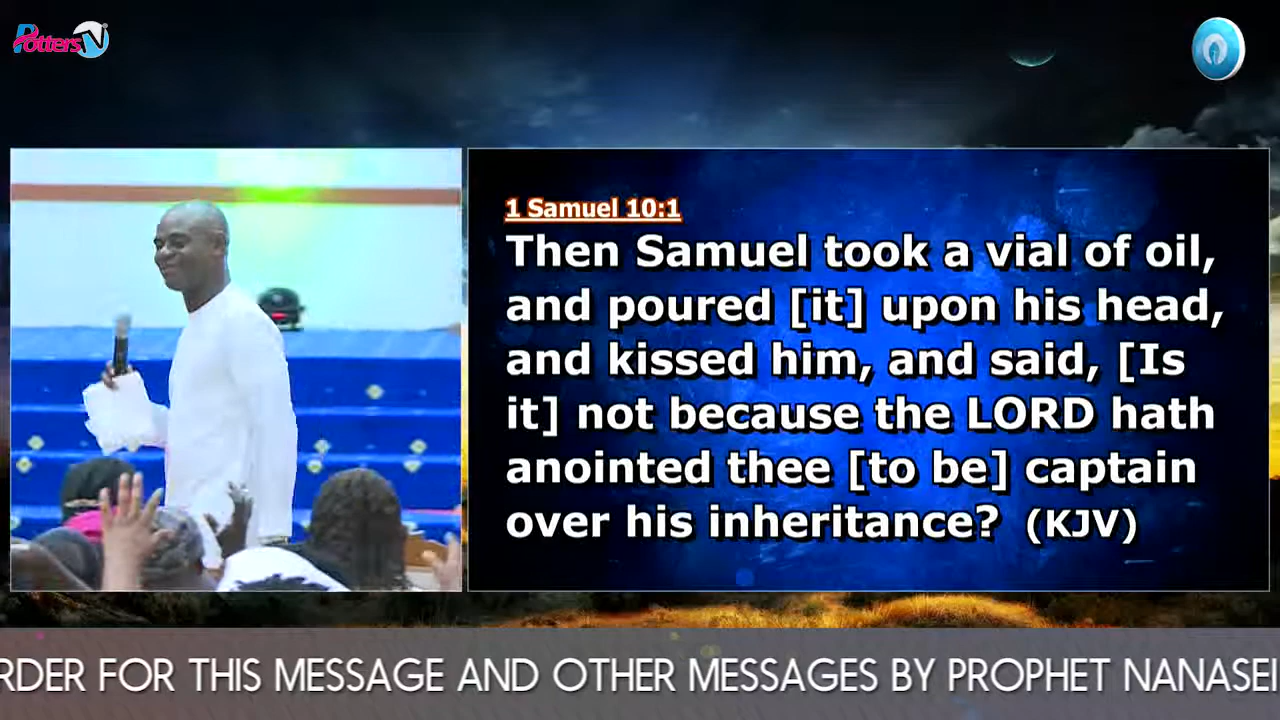 PottersTV
1 Samuel 10:1
Then Samuel took a vial of oil,
and poured [it] upon his head,
and kissed him, and said, [Is
it] not because the LORD hath
anointed thee [to be] captain
over his inheritance? (KJV)
RDER FOR THIS MESSAGE AND OTHER MESSAGES BY PROPHET NANASEI